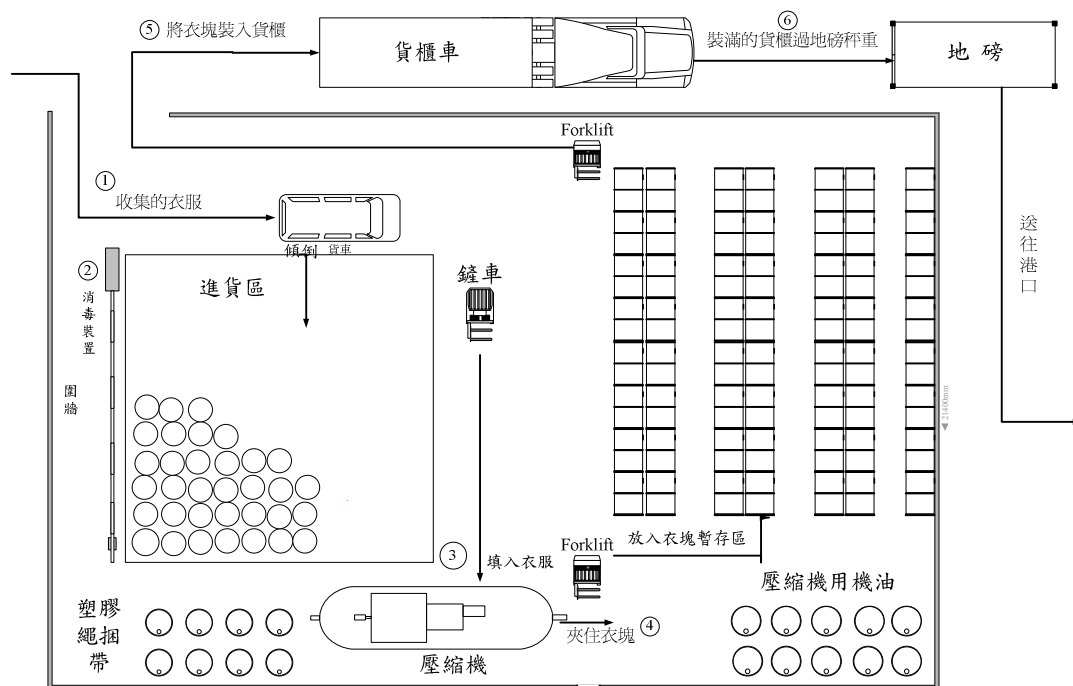 ⑤ 將衣塊裝入貨櫃
貨櫃車
⑥
裝滿的貨櫃過地磅秤重
地磅
Forklift
①
收集的衣服
傾倒 貨車
送往港口
②
消毒裝置
進貨區
鏟車
圍牆
21400mm
③
填入衣服
Forklift
放入衣塊暫存區
塑膠
繩捆
帶
壓縮機
夾住衣塊 ④
壓縮機用機油